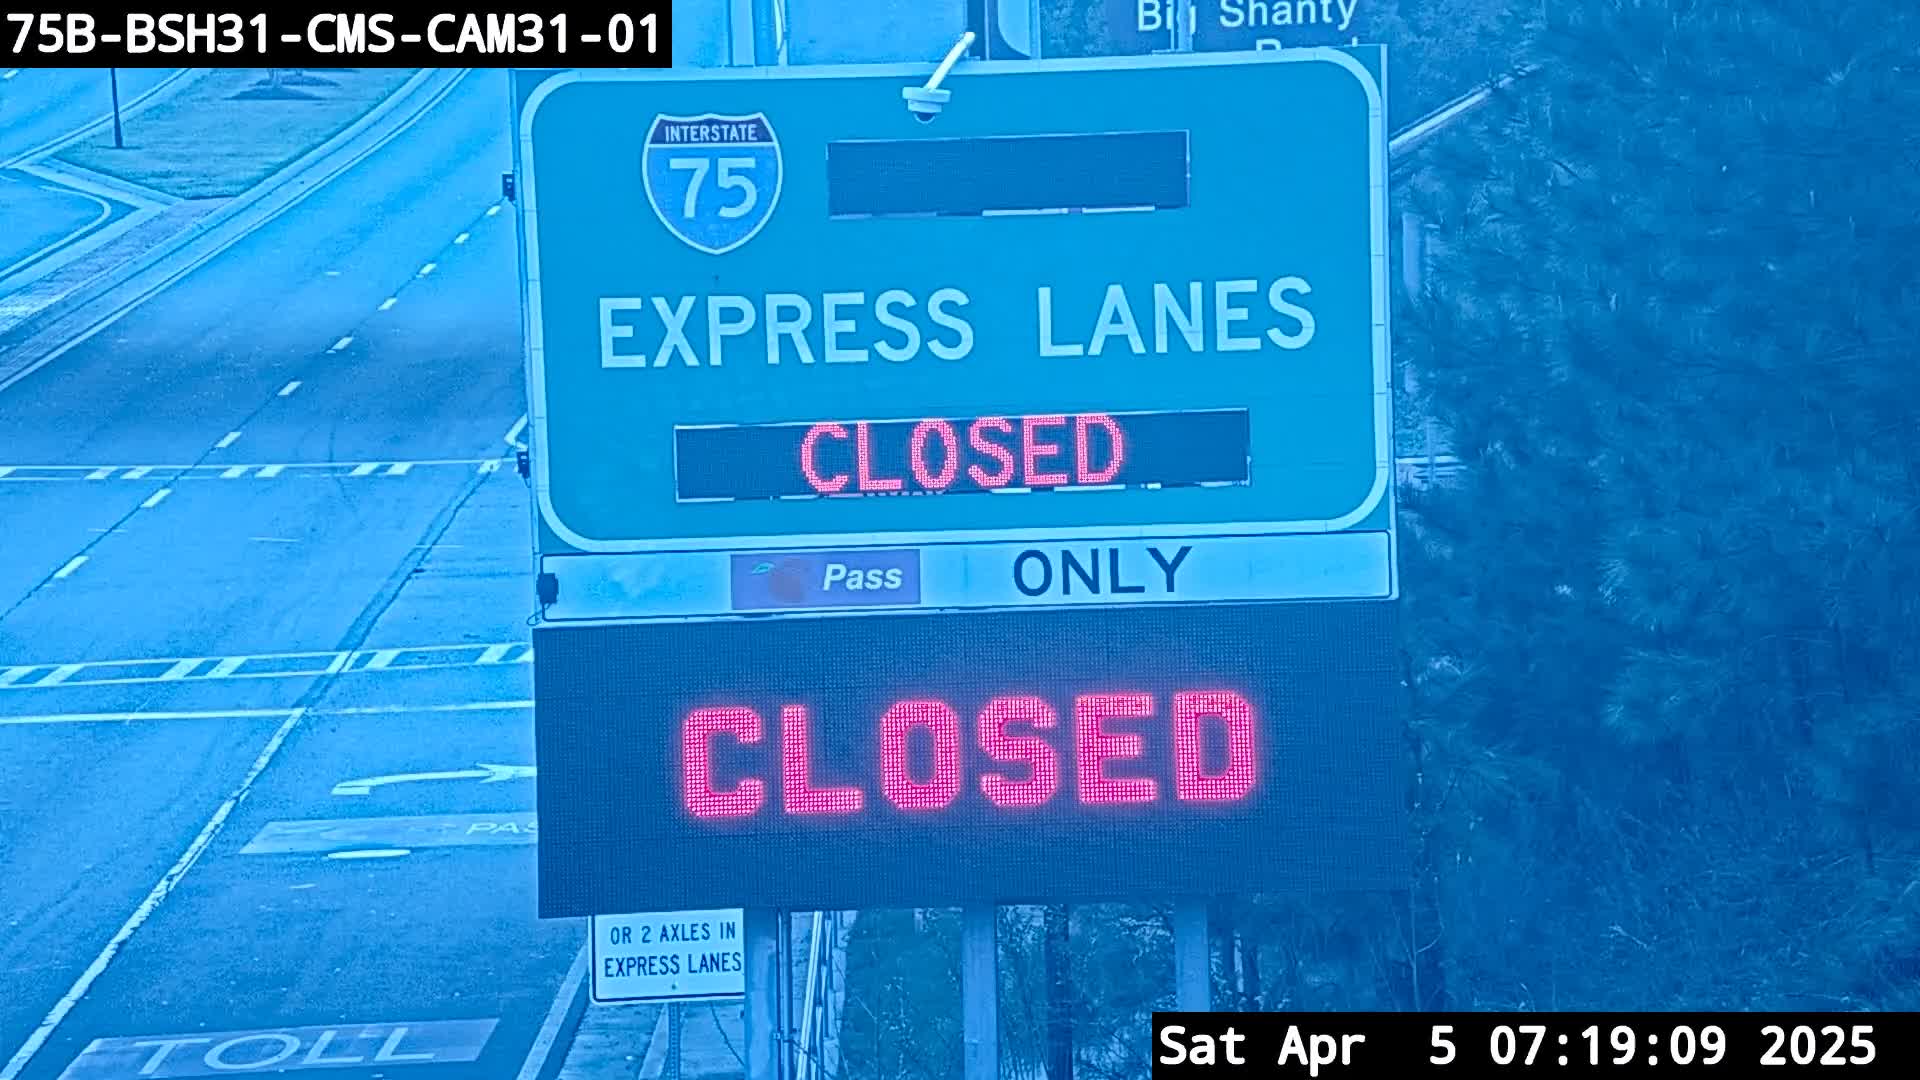 75B-BSH31-CMS-CAM31-01
Big Shanty
INTERSTATE
75
EXPRESS LANES
CLOSED
Pass ONLY
CLOSED
OR 2 AXLES IN
EXPRESS LANES
TOLL
Sat Apr 5 07:19:09 2025